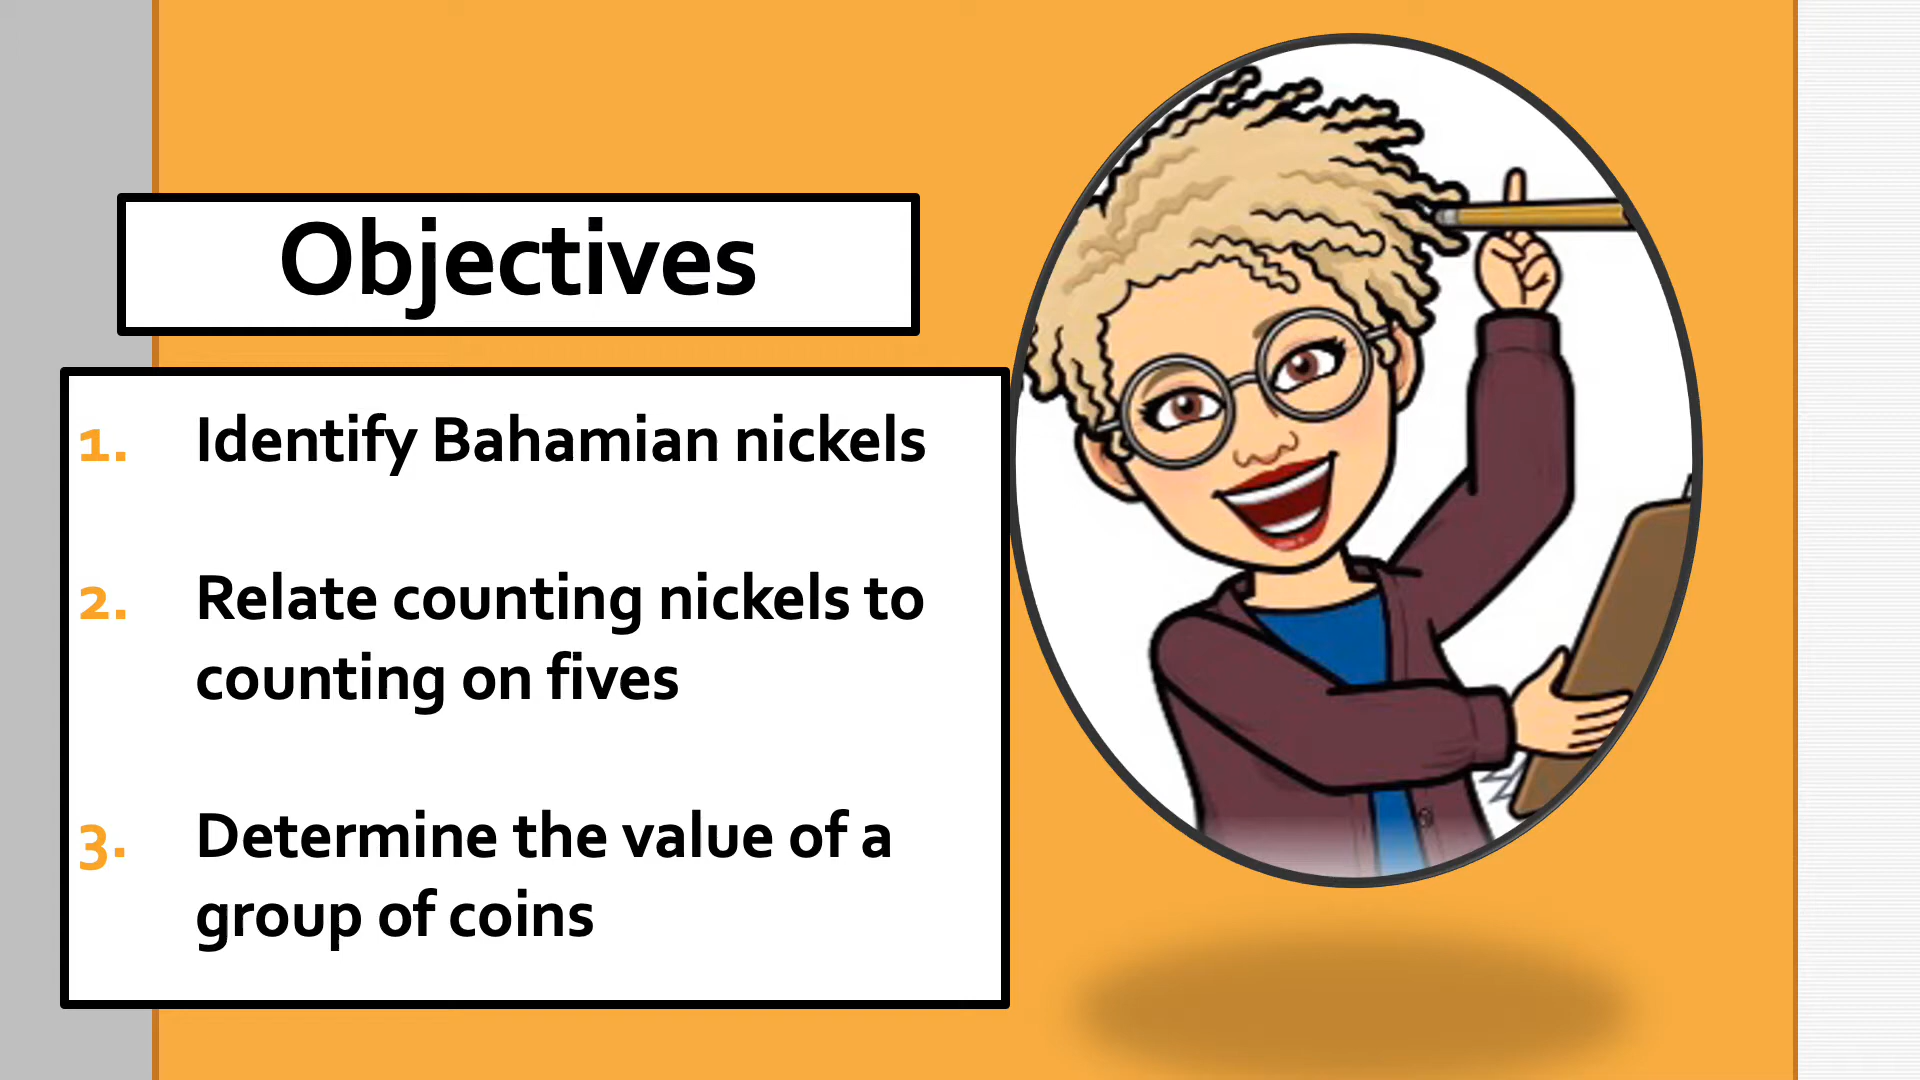 Objectives
1. Identify Bahamian nickels
2. Relate counting nickels to
counting on fives
3. Determine the value of a
group of coins